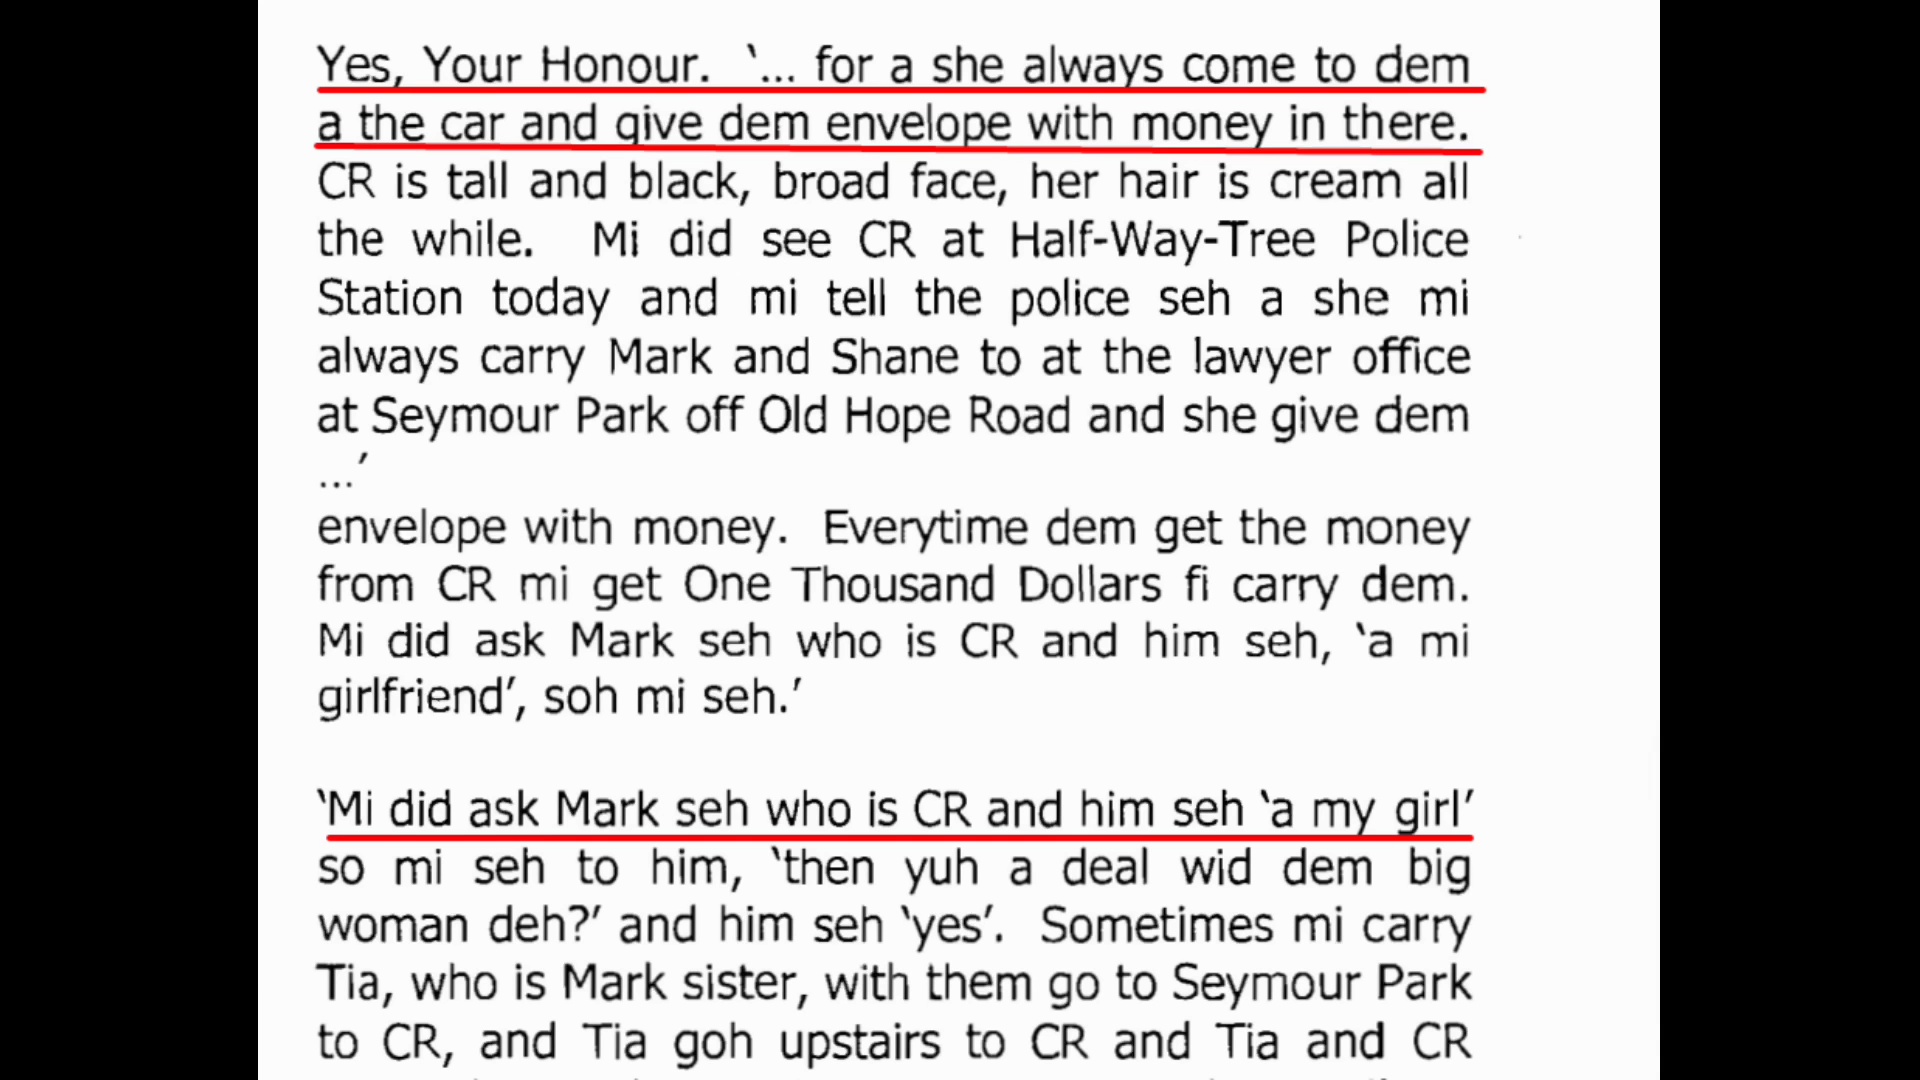 Yes, Your Honour. ‘... for a she always come to dem
a the car and give dem envelope with money in there.
CR is tall and black, broad face, her hair is cream all
the while. Mi did see CR at Half-Way-Tree Police
Station today and mi tell the police seh a she mi
always carry Mark and Shane to at the lawyer office
at Seymour Park off Old Hope Road and she give dem
...’
envelope with money. Everytime dem get the money
from CR mi get One Thousand Dollars fi carry dem.
Mi did ask Mark seh who is CR and him seh, ‘a mi
girlfriend’, soh mi seh.’
‘Mi did ask Mark seh who is CR and him seh ‘a my girl’
so mi seh to him, ‘then yuh a deal wid dem big
woman deh?’ and him seh ‘yes’. Sometimes mi carry
Tia, who is Mark sister, with them go to Seymour Park
to CR, and Tia goh upstairs to CR and Tia and CR